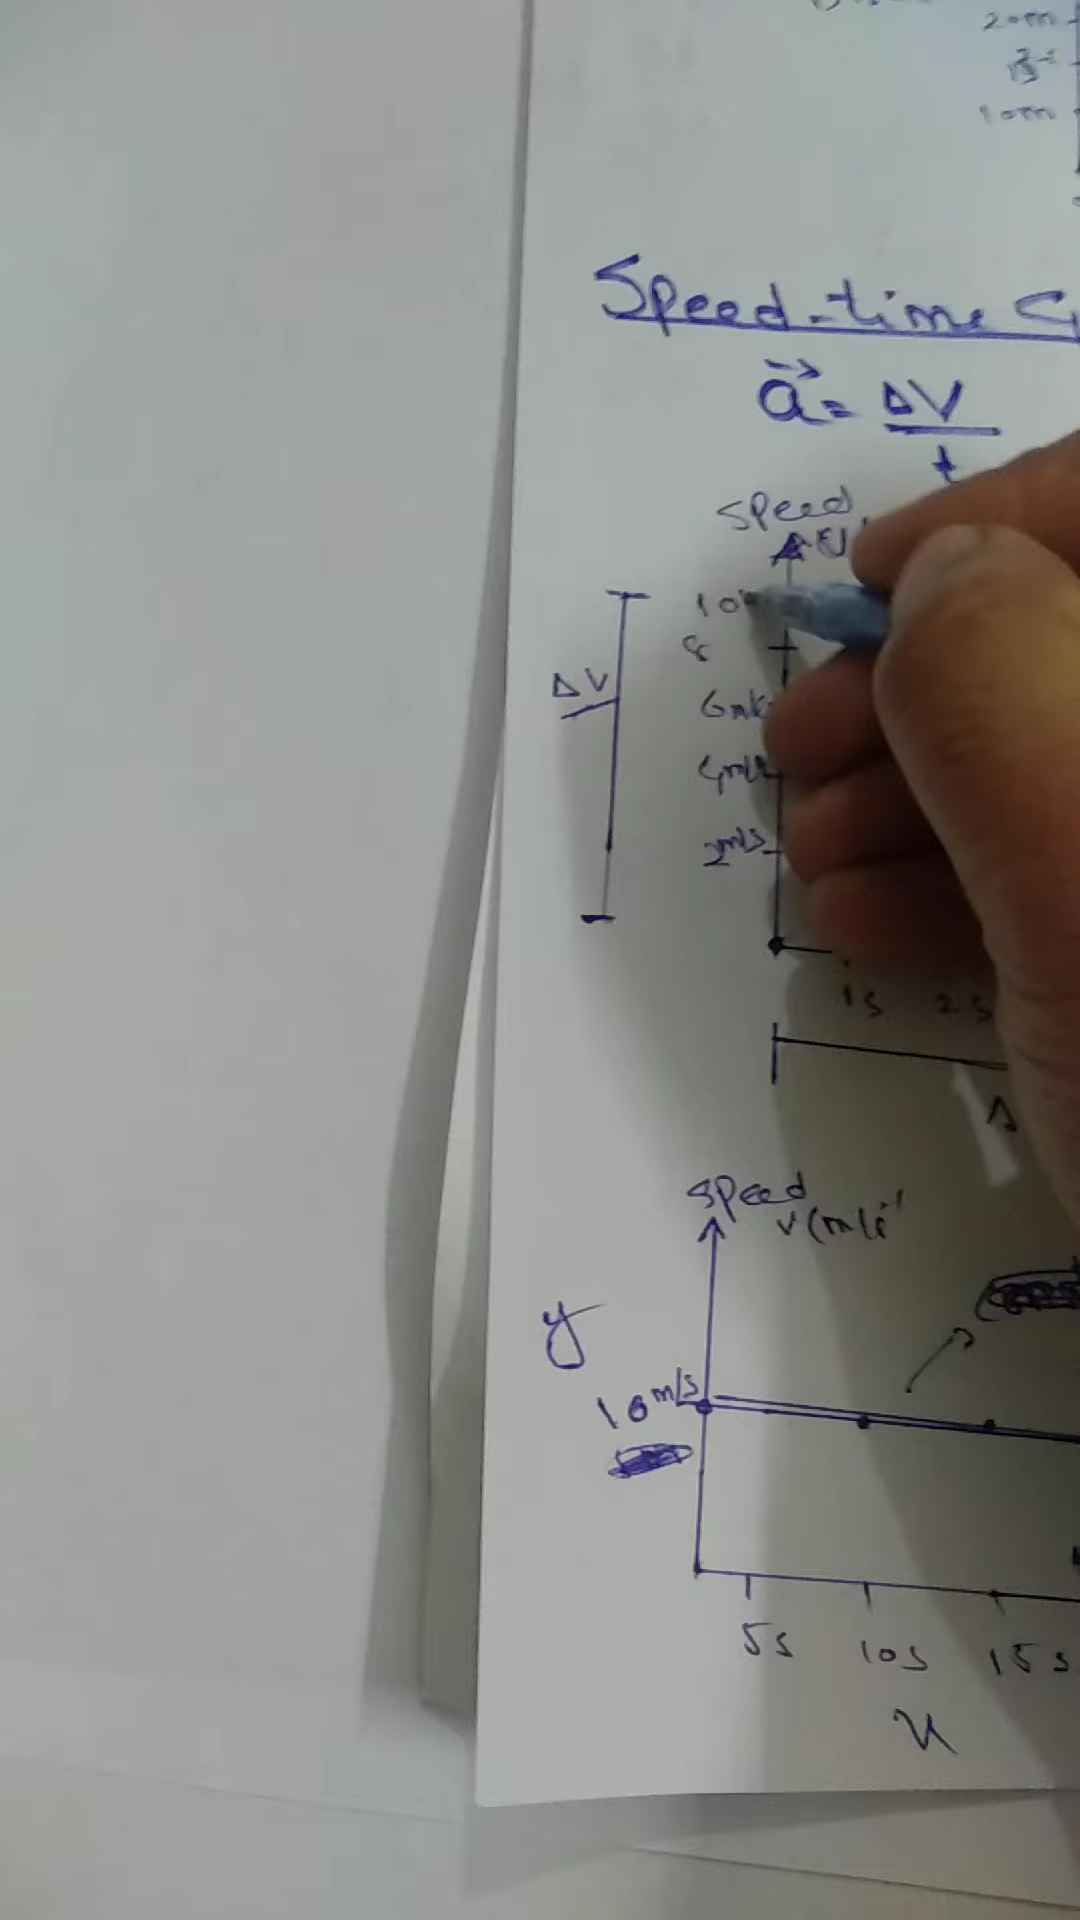 20m
10m
Speed-time
a = ΔV
t
Speed
10
8
ΔV
6m/s
4m/s
2m/s
1s 2s
Speed
v(m/s⁻¹
y
10m/s
5s 10s 15s
x